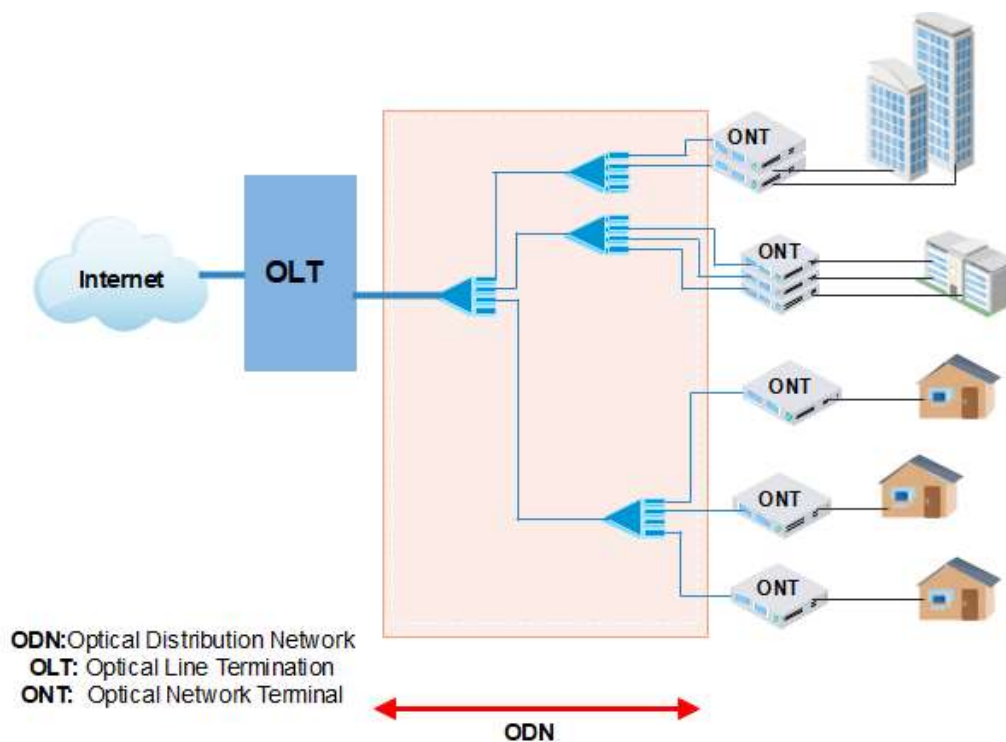 ONT
Internet
OLT
ONT
ONT
ONT
ONT
ODN:Optical Distribution Network
OLT: Optical Line Termination
ONT: Optical Network Terminal
ODN